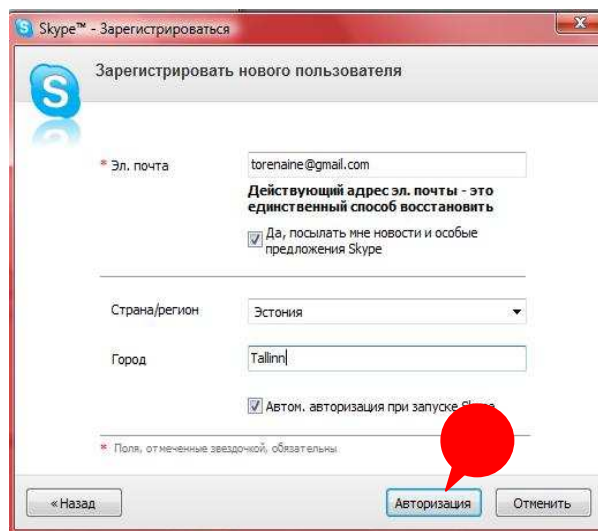 Skype™ - Зарегистрироваться
Зарегистрировать нового пользователя
* Эл. почта
torenaine@gmail.com
Действующий адрес эл. почты - это
единственный способ восстановить
Да, посылать мне новости и особые
предложения Skype
Страна/регион
Эстония
Город
Tallinn
Автом. авторизация при запуске
* Поля, отмеченные звездочкой, обязательны
«Назад
Авторизация
Отменить